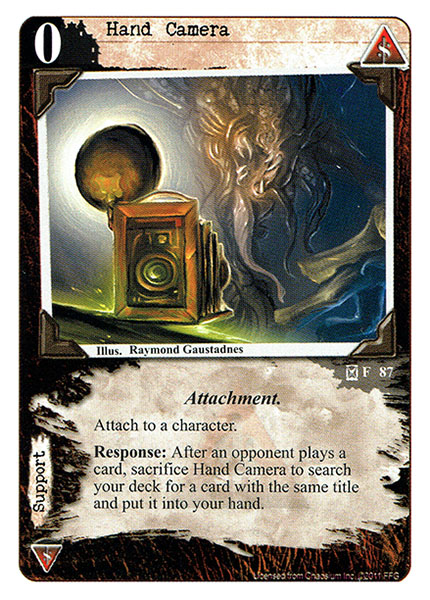 0
Hand Camera
Illus. Raymond Gaustadnes
F 87
Attachment.
Attach to a character.
Response: After an opponent plays a
card, sacrifice Hand Camera to search
your deck for a card with the same title
and put it into your hand.
Support
Licensed from Chaosium Inc. ©2011 FFG